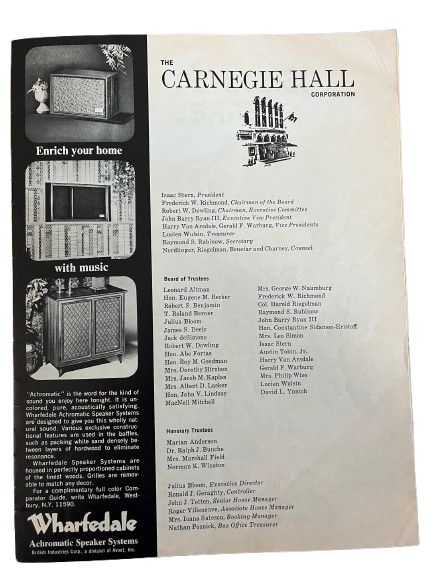 Enrich your home
with music
"Achromatic" is the word for the kind of
sound you enjoy here tonight. It is un-
colored, pure, acoustically satisfying.
Wharfedale Achromatic Speaker Systems
are designed to give you this wholly nat-
ural sound. Various exclusive construc-
tional features are used in the baffles,
such as packing white sand densely be-
tween layers of hardwood to eliminate
resonance.
Wharfedale Speaker Systems are
housed in perfectly proportioned cabinets
of the finest woods. Grilles are remov-
able to match any decor.
For a complimentary full color Com-
parator Guide, write Wharfedale, West-
bury, N.Y. 11590.
Wharfedale
Achromatic Speaker Systems
British Industries Corp., a division of Avnet, Inc.
THE
CARNEGIE HALL
CORPORATION
Isaac Stern, President
Frederick W. Richmond, Chairman of the Board
Robert W. Dowling, Chairman, Executive Committee
John Barry Ryan III, Executive Vice President
Harry Van Arsdale, Gerald F. Warburg, Vice Presidents
Lucien Wulsin, Treasurer
Raymond S. Rubinow, Secretary
Nordlinger, Riegelman, Benetar and Charney, Counsel
Board of Trustees
Leonard Altman
Hon. Eugene M. Becker
Robert S. Benjamin
T. Roland Berner
Julius Bloom
James S. Deely
Jack deSimone
Robert W. Dowling
Hon. Abe Fortas
Hon. Roy M. Goodman
Mrs. Dorothy Hirshon
Mrs. Jacob M. Kaplan
Mrs. Albert D. Lasker
Hon. John V. Lindsay
MacNeil Mitchell
Mrs. George W. Naumburg
Frederick W. Richmond
Col. Harold Riegelman
Raymond S. Rubinow
John Barry Ryan III
Hon. Constantine Sidamon-Eristoff
Mrs. Leo Simon
Isaac Stern
Austin Tobin, Jr.
Harry Van Arsdale
Gerald F. Warburg
Mrs. Philip Wise
Lucien Wulsin
David L. Yunich
Honorary Trustees
Marian Anderson
Dr. Ralph J. Bunche
Mrs. Marshall Field
Norman K. Winston
Julius Bloom, Executive Director
Ronald J. Geraghty, Controller
John J. Totten, Senior House Manager
Roger Villeneuve, Associate House Manager
Mrs. Ioana Satescu, Booking Manager
Nathan Posnick, Box Office Treasurer